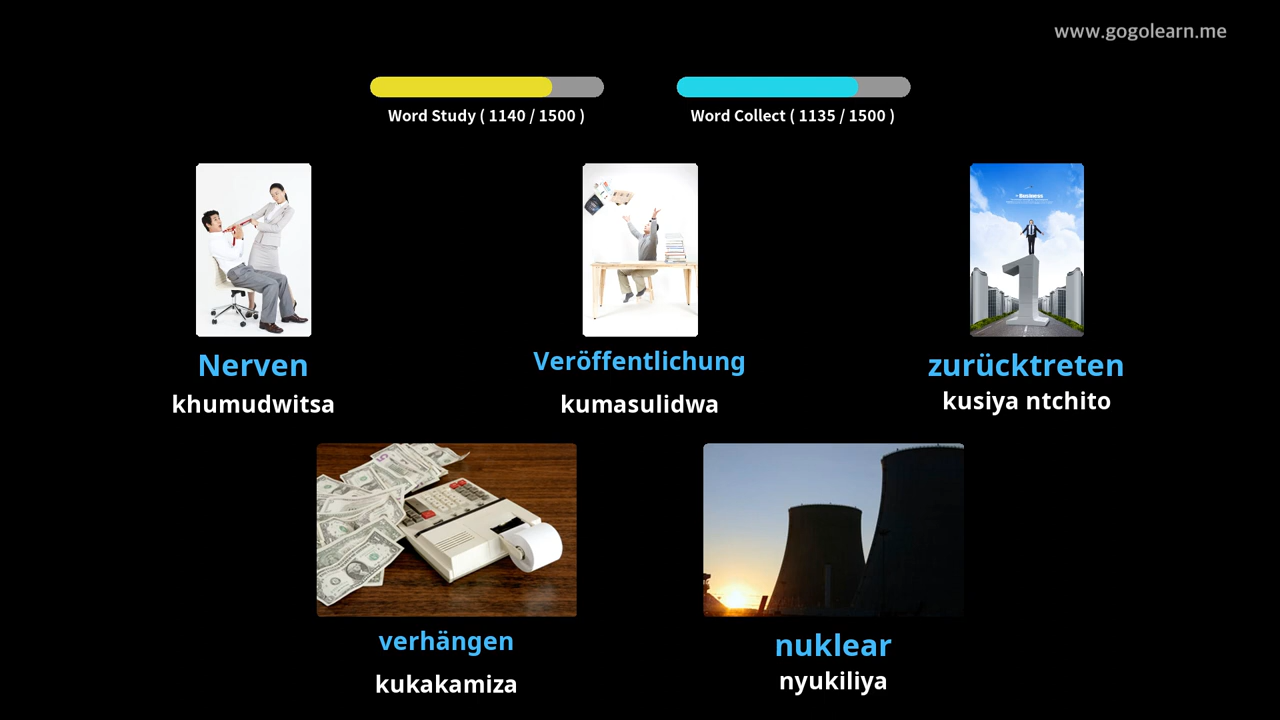 www.gogolearn.me
Word Study ( 1140 / 1500 )
Word Collect ( 1135 / 1500 )
Nerven
khumudwitsa
Veröffentlichung
kumasulidwa
zurücktreten
kusiya ntchito
verhängen
kukakamiza
nuklear
nyukiliya